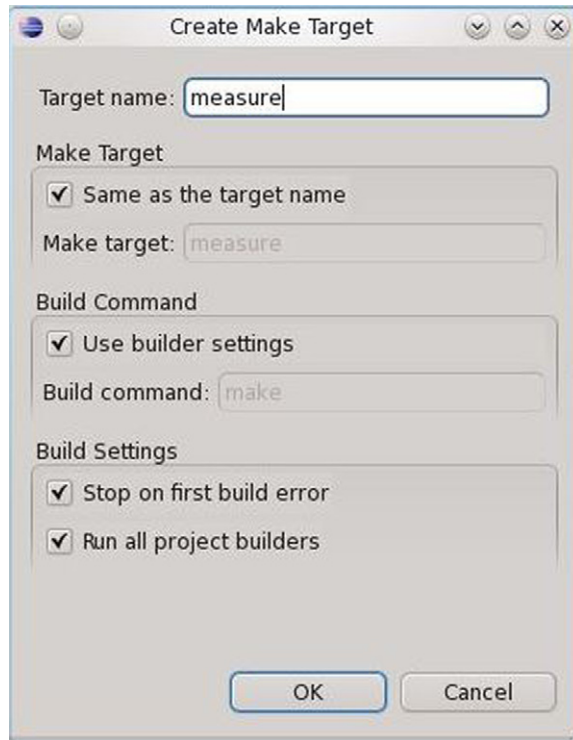 Create Make Target
Target name: measure
Make Target
Same as the target name
Make target: measure
Build Command
Use builder settings
Build command: make
Build Settings
Stop on first build error
Run all project builders
OK Cancel